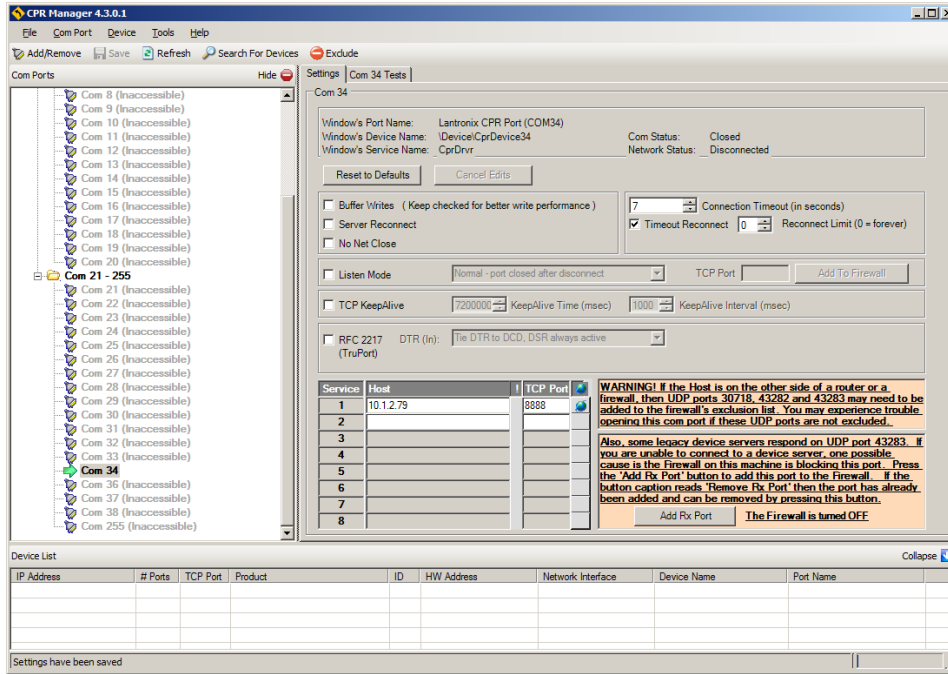 CPR Manager 4.3.0.1
File Com Port Device Tools Help
Add/Remove Save Refresh Search For Devices Exclude
Com Ports Hide
Com 8 (Inaccessible)
Com 9 (Inaccessible)
Com 10 (Inaccessible)
Com 11 (Inaccessible)
Com 12 (Inaccessible)
Com 13 (Inaccessible)
Com 14 (Inaccessible)
Com 15 (Inaccessible)
Com 16 (Inaccessible)
Com 17 (Inaccessible)
Com 18 (Inaccessible)
Com 19 (Inaccessible)
Com 20 (Inaccessible)
Com 21 - 255
Com 21 (Inaccessible)
Com 22 (Inaccessible)
Com 23 (Inaccessible)
Com 24 (Inaccessible)
Com 25 (Inaccessible)
Com 26 (Inaccessible)
Com 27 (Inaccessible)
Com 28 (Inaccessible)
Com 29 (Inaccessible)
Com 30 (Inaccessible)
Com 31 (Inaccessible)
Com 32 (Inaccessible)
Com 33 (Inaccessible)
Com 34
Com 36 (Inaccessible)
Com 37 (Inaccessible)
Com 38 (Inaccessible)
Com 255 (Inaccessible)
Settings Com 34 Tests
Com 34
Window's Port Name: Lantronix CPR Port (COM34)
Window's Device Name: \Device\CprDevice34 Com Status: Closed
Window's Service Name: CprDrvr Network Status: Disconnected
Reset to Defaults Cancel Edits
Buffer Writes ( Keep checked for better write performance )
Server Reconnect
No Net Close
7 Connection Timeout (in seconds)
Timeout Reconnect 0 Reconnect Limit (0 = forever)
Listen Mode Normal - port closed after disconnect TCP Port Add To Firewall
TCP KeepAlive 7200000 KeepAlive Time (msec) 1000 KeepAlive Interval (msec)
RFC 2217 DTR (In): Tie DTR to DCD, DSR always active
(TruPort)
Service Host ! TCP Port
1 10.1.2.79 8888
2
3
4
5
6
7
8
WARNING! If the Host is on the other side of a router or a
firewall, then UDP ports 30718, 43282 and 43283 may need to be
added to the firewall's exclusion list. You may experience trouble
opening this com port if these UDP ports are not excluded.
Also, some legacy device servers respond on UDP port 43283. If
you are unable to connect to a device server, one possible
cause is the Firewall on this machine is blocking this port. Press
the 'Add Rx Port' button to add this port to the Firewall. If the
button caption reads 'Remove Rx Port' then the port has already
been added and can be removed by pressing this button.
Add Rx Port The Firewall is turned OFF
Device List Collapse
IP Address # Ports TCP Port Product ID HW Address Network Interface Device Name Port Name
Settings have been saved